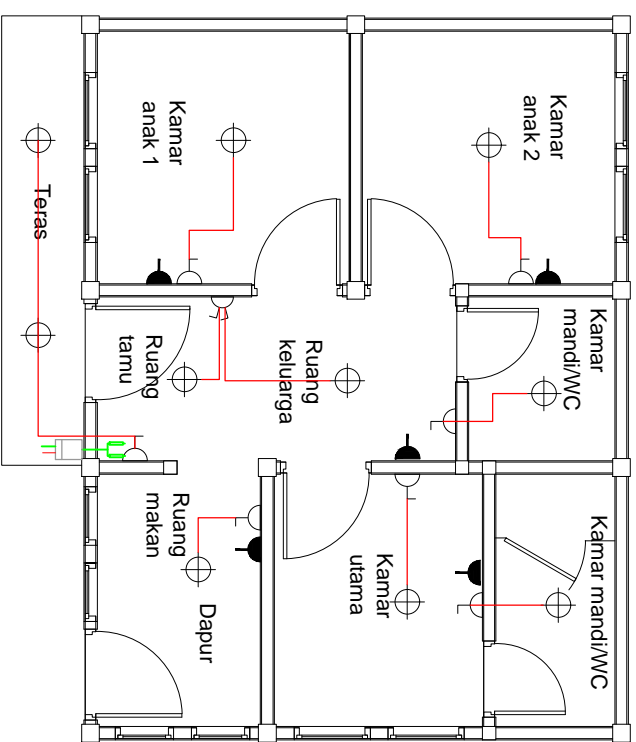 Kamar
anak 2
Kamar
anak 1
Teras
Kamar
mandi/WC
Ruang
keluarga
Ruang
tamu
Kamar mandi/WC
Kamar
utama
Ruang
makan
Dapur